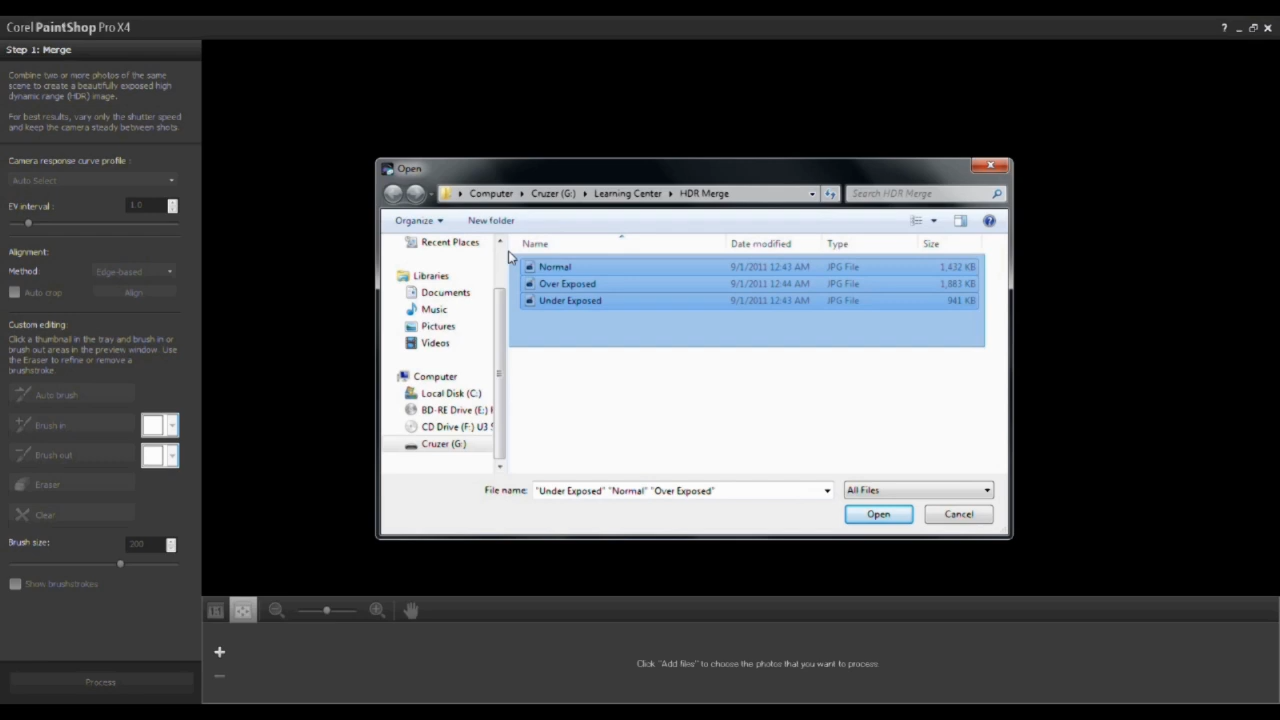 Corel PaintShop Pro X4
?
Step 1: Merge
Combine two or more photos of the same
scene to create a beautifully exposed high
dynamic range (HDR) image.
For best results, vary only the shutter speed
and keep the camera steady between shots.
Camera response curve profile :
Auto Select
EV interval :
1.0
Alignment:
Method:
Edge-based
Auto crop
Align
Custom editing:
Click a thumbnail in the tray and brush in or
brush out areas in the preview window. Use
the Eraser to refine or remove a
brushstroke.
Auto brush
Brush in
Brush out
Eraser
Clear
Brush size:
200
Show brushstrokes
Process
Open
Computer
Cruzer (G:)
Learning Center
HDR Merge
Search HDR Merge
Organize
New folder
Recent Places
Libraries
Documents
Music
Pictures
Videos
Computer
Local Disk (C:)
BD-RE Drive (E:)
CD Drive (F:) U3
Cruzer (G:)
Name
Date modified
Type
Size
Normal
9/1/2011 12:43 AM
JPG File
1,432 KB
Over Exposed
9/1/2011 12:44 AM
JPG File
1,883 KB
Under Exposed
9/1/2011 12:43 AM
JPG File
941 KB
File name:
"Under Exposed" "Normal" "Over Exposed"
All Files
Open
Cancel
1:1
Click "Add files" to choose the photos that you want to process